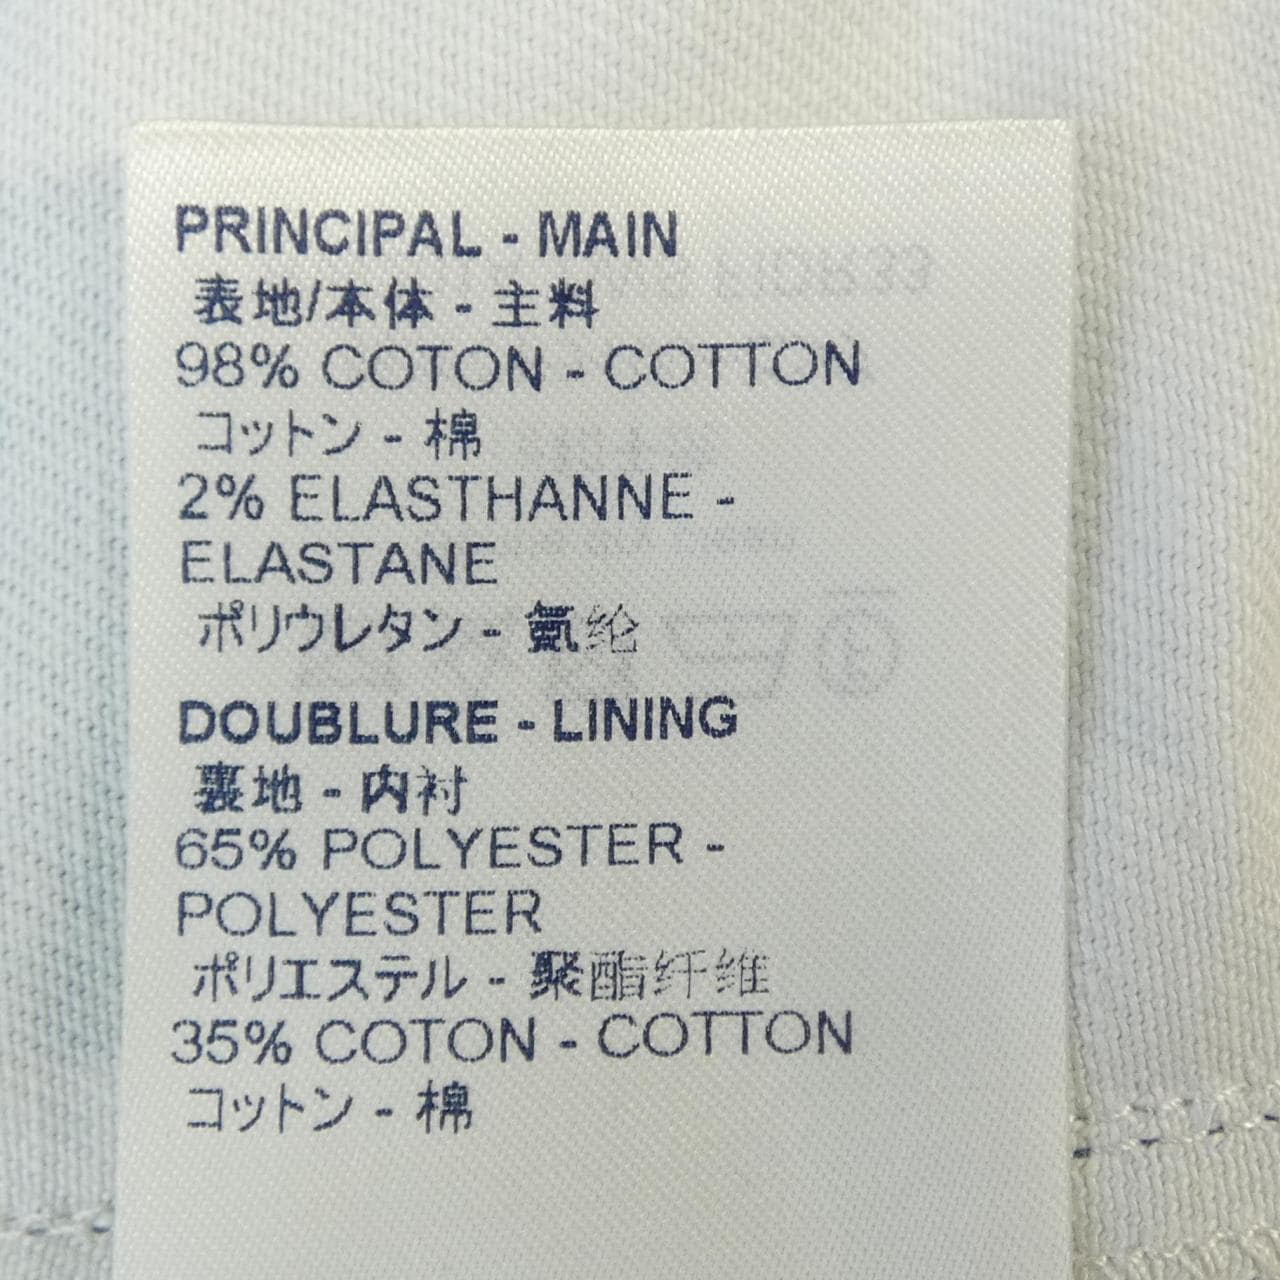 PRINCIPAL - MAIN
表地/本体 - 主料
98% COTON - COTTON
コットン - 棉
2% ELASTHANNE -
ELASTANE
ポリウレタン - 氨纶
DOUBLURE - LINING
裏地 - 内衬
65% POLYESTER -
POLYESTER
ポリエステル - 聚酯纤维
35% COTON - COTTON
コットン - 棉